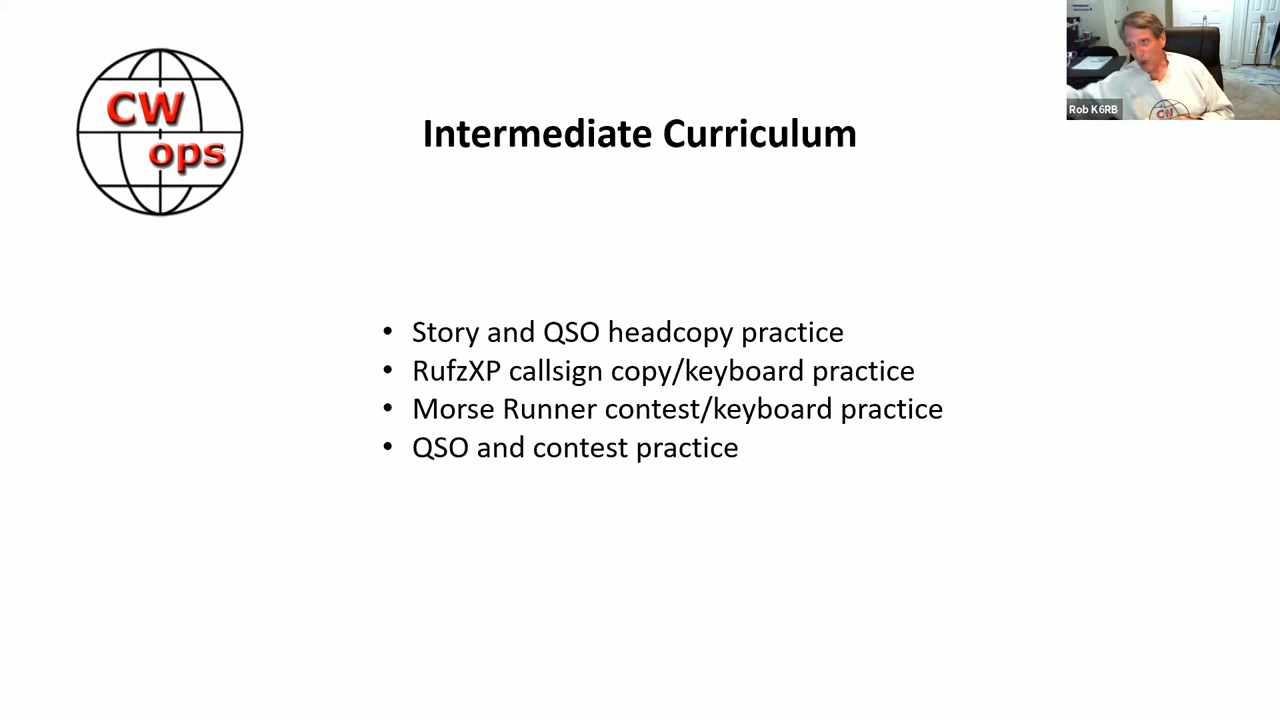 CW
ops
Rob K6RB
CW
Intermediate Curriculum
• Story and QSO headcopy practice
• RufzXP callsign copy/keyboard practice
• Morse Runner contest/keyboard practice
• QSO and contest practice